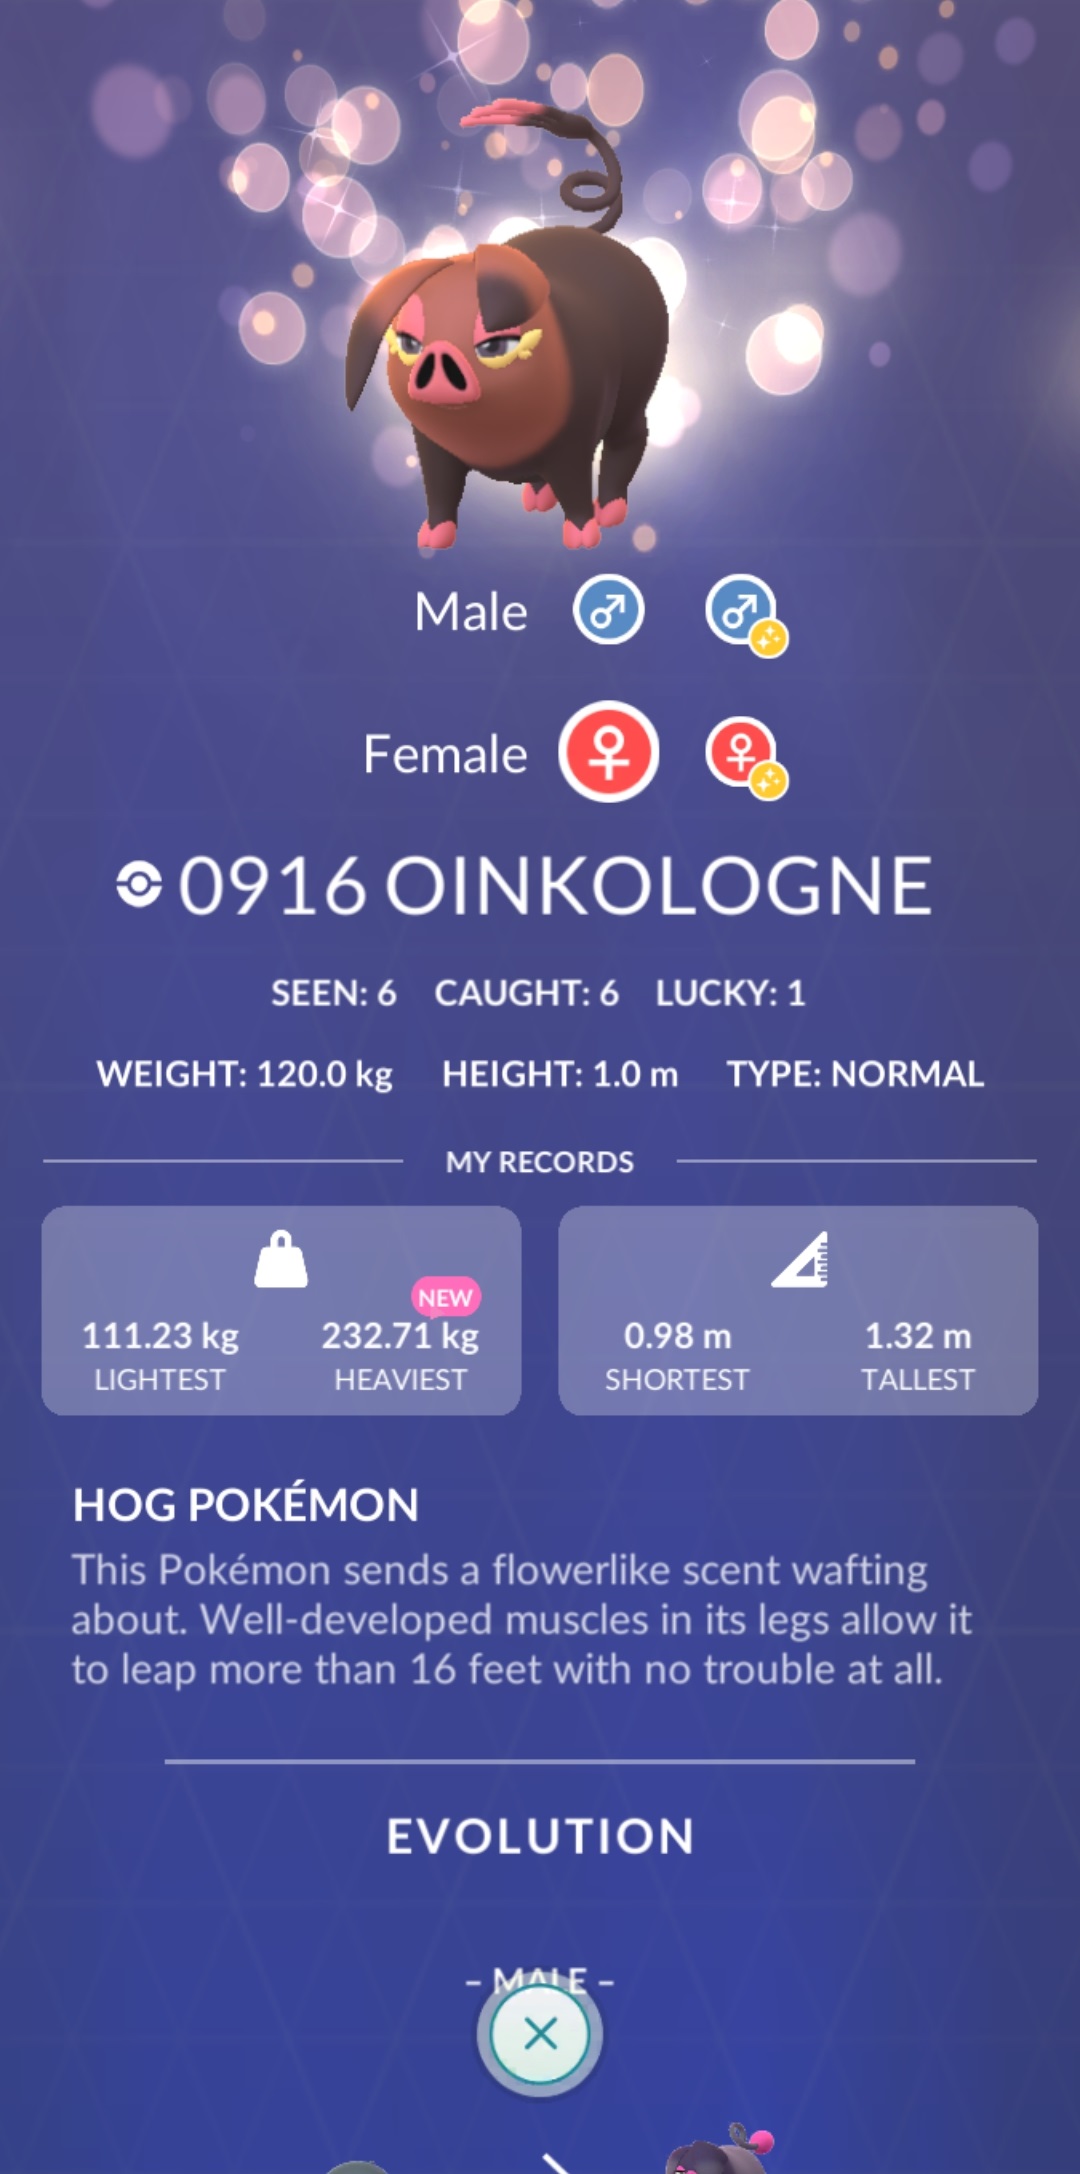 Male
Female
0916 OINKOLOGNE
SEEN: 6 CAUGHT: 6 LUCKY: 1
WEIGHT: 120.0 kg HEIGHT: 1.0 m TYPE: NORMAL
MY RECORDS
NEW
111.23 kg 232.71 kg 0.98 m 1.32 m
LIGHTEST HEAVIEST SHORTEST TALLEST
HOG POKÉMON
This Pokémon sends a flowerlike scent wafting
about. Well-developed muscles in its legs allow it
to leap more than 16 feet with no trouble at all.
EVOLUTION
– MALE –